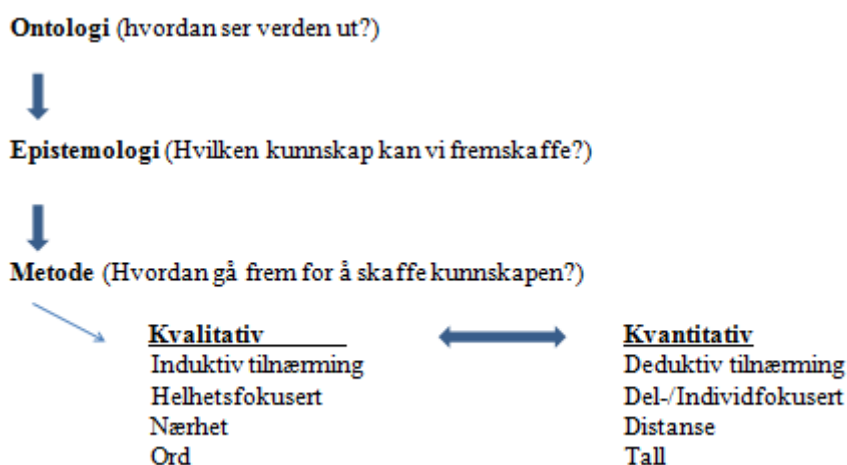 Ontologi (hvordan ser verden ut?)
Epistemologi (Hvilken kunnskap kan vi fremskaffe?)
Metode (Hvordan gå frem for å skaffe kunnskapen?)
Kvalitativ Kvantitativ
Induktiv tilnærming Deduktiv tilnærming
Helhetsfokusert Del-/Individfokusert
Nærhet Distanse
Ord Tall